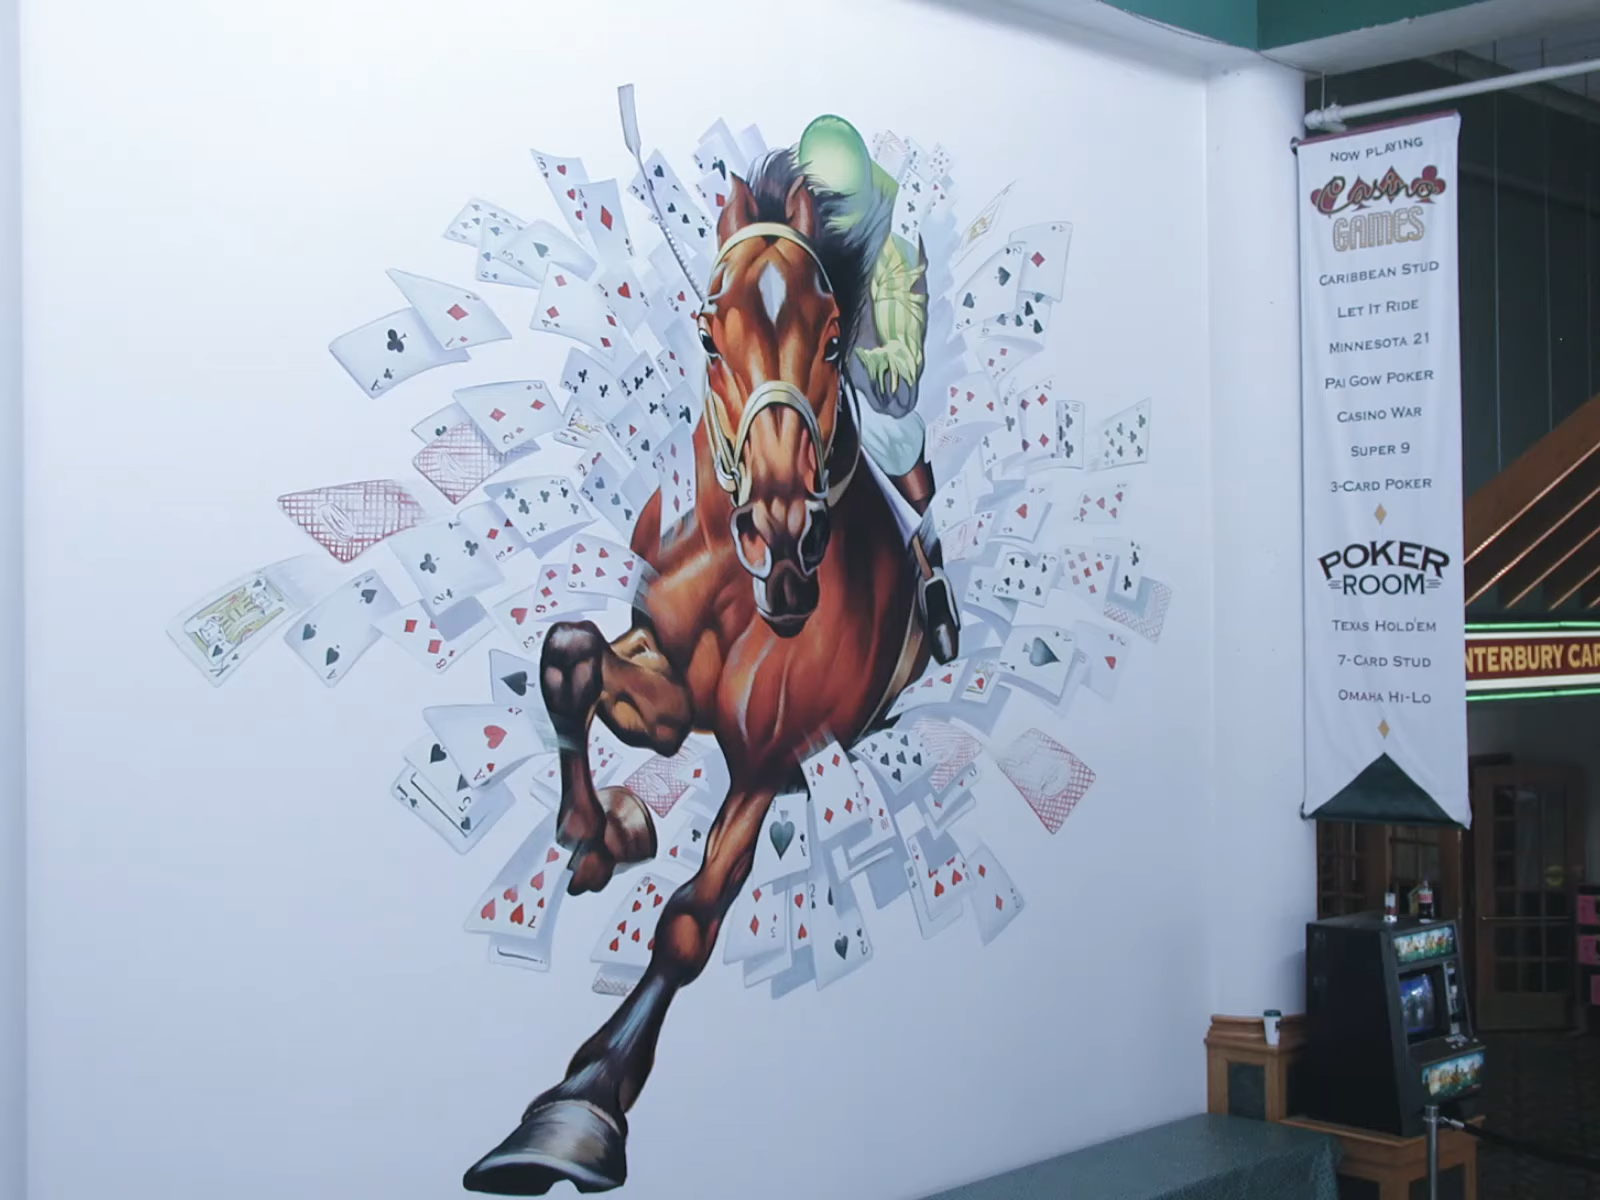 NOW PLAYING
Casino
GAMES
CARIBBEAN STUD
LET IT RIDE
MINNESOTA 21
PAI GOW POKER
CASINO WAR
SUPER 9
3-CARD POKER
POKER
ROOM
TEXAS HOLD'EM
7-CARD STUD
OMAHA HI-LO
NTERBURY CAR